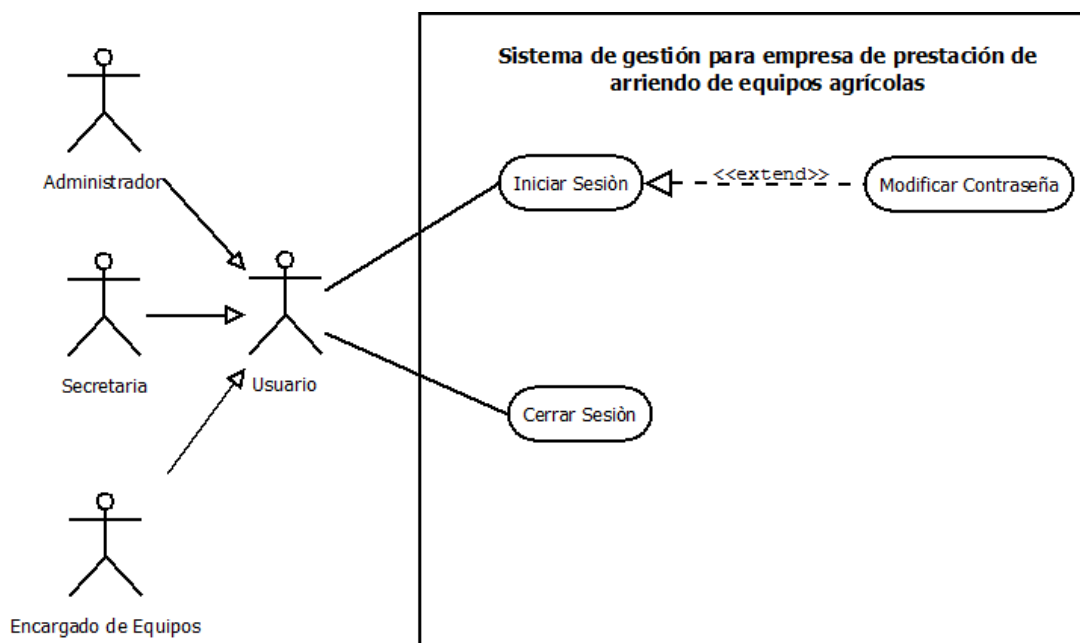 Sistema de gestión para empresa de prestación de
arriendo de equipos agrícolas
Administrador
Iniciar Sesiòn
<<extend>>
Modificar Contraseña
Secretaria
Usuario
Cerrar Sesiòn
Encargado de Equipos